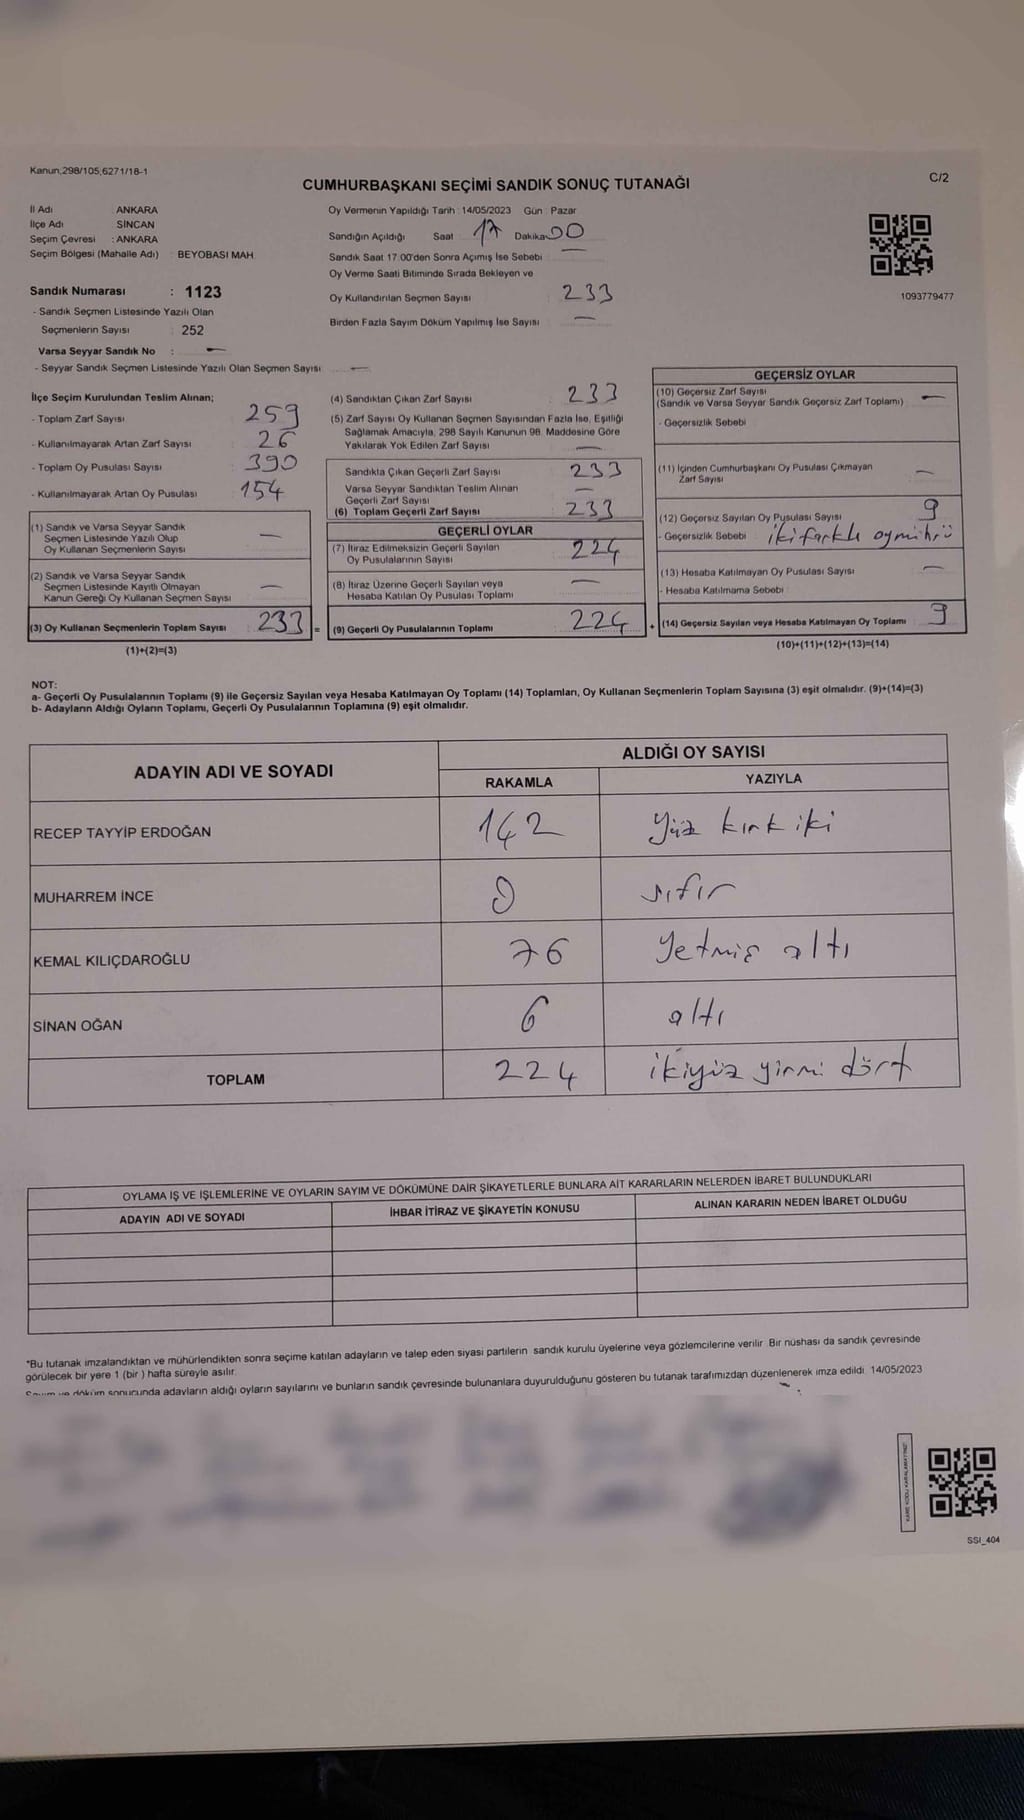 Kanun;298/105,6271/18-1
C/2
CUMHURBAŞKANI SEÇİMİ SANDIK SONUÇ TUTANAĞI
İl Adı : ANKARA
İlçe Adı : SİNCAN
Seçim Çevresi : ANKARA
Seçim Bölgesi (Mahalle Adı) : BEYOBASI MAH.
Sandık Numarası : 1123
- Sandık Seçmen Listesinde Yazılı Olan
Seçmenlerin Sayısı : 252
Varsa Seyyar Sandık No : —
- Seyyar Sandık Seçmen Listesinde Yazılı Olan Seçmen Sayısı : —
Oy Vermenin Yapıldığı Tarih : 14/05/2023 Gün : Pazar
Sandığın Açıldığı Saat 17 Dakika 00
Sandık Saat 17.00'den Sonra Açımış İse Sebebi : —
Oy Verme Saati Bitiminde Sırada Bekleyen ve
Oy Kullandırılan Seçmen Sayısı : 233
Birden Fazla Sayım Döküm Yapılmış İse Sayısı : —
1093779477
İlçe Seçim Kurulundan Teslim Alınan;
- Toplam Zarf Sayısı : 259
- Kullanılmayarak Artan Zarf Sayısı : 26
- Toplam Oy Pusulası Sayısı : 390
- Kullanılmayarak Artan Oy Pusulası : 154
(1) Sandık ve Varsa Seyyar Sandık
Seçmen Listesinde Yazılı Olup
Oy Kullanan Seçmenlerin Sayısı —
(2) Sandık ve Varsa Seyyar Sandık
Seçmen Listesinde Kayıtlı Olmayan
Kanun Gereği Oy Kullanan Seçmen Sayısı —
(3) Oy Kullanan Seçmenlerin Toplam Sayısı 233 =
(1)+(2)=(3)
(4) Sandıktan Çıkan Zarf Sayısı 233
(5) Zarf Sayısı Oy Kullanan Seçmen Sayısından Fazla İse, Eşitliği
Sağlamak Amacıyla, 298 Sayılı Kanunun 98. Maddesine Göre
Yakılarak Yok Edilen Zarf Sayısı —
Sandıkla Çıkan Geçerli Zarf Sayısı 233
Varsa Seyyar Sandıktan Teslim Alınan —
Geçerli Zarf Sayısı
(6) Toplam Geçerli Zarf Sayısı 233
GEÇERLİ OYLAR
(7) İtiraz Edilmeksizin Geçerli Sayılan
Oy Pusulalarının Sayısı 224
(8) İtiraz Üzerine Geçerli Sayılan veya
Hesaba Katılan Oy Pusulası Toplamı —
(9) Geçerli Oy Pusulalarının Toplamı 224 +
GEÇERSİZ OYLAR
(10) Geçersiz Zarf Sayısı
(Sandık ve Varsa Seyyar Sandık Geçersiz Zarf Toplamı) —
- Geçersizlik Sebebi :
(11) İçinden Cumhurbaşkanı Oy Pusulası Çıkmayan
Zarf Sayısı —
(12) Geçersiz Sayılan Oy Pusulası Sayısı 9
- Geçersizlik Sebebi : iki farklı oy mührü
(13) Hesaba Katılmayan Oy Pusulası Sayısı —
- Hesaba Katılmama Sebebi :
(14) Geçersiz Sayılan veya Hesaba Katılmayan Oy Toplamı 9
(10)+(11)+(12)+(13)=(14)
NOT:
a- Geçerli Oy Pusulalarının Toplamı (9) ile Geçersiz Sayılan veya Hesaba Katılmayan Oy Toplamı (14) Toplamları, Oy Kullanan Seçmenlerin Toplam Sayısına (3) eşit olmalıdır. (9)+(14)=(3)
b- Adayların Aldığı Oyların Toplamı, Geçerli Oy Pusulalarının Toplamına (9) eşit olmalıdır.
ADAYIN ADI VE SOYADI
ALDIĞI OY SAYISI
RAKAMLA YAZIYLA
RECEP TAYYİP ERDOĞAN 142 yüz kırk iki
MUHARREM İNCE 0 sıfır
KEMAL KILIÇDAROĞLU 76 yetmiş altı
SİNAN OĞAN 6 altı
TOPLAM 224 ikiyüz yirmi dört
OYLAMA İŞ VE İŞLEMLERİNE VE OYLARIN SAYIM VE DÖKÜMÜNE DAİR ŞİKAYETLERLE BUNLARA AİT KARARLARIN NELERDEN İBARET BULUNDUKLARI
ADAYIN ADI VE SOYADI İHBAR İTİRAZ VE ŞİKAYETİN KONUSU ALINAN KARARIN NEDEN İBARET OLDUĞU
*Bu tutanak imzalandıktan ve mühürlendikten sonra seçime katılan adayların ve talep eden siyasi partilerin sandık kurulu üyelerine veya gözlemcilerine verilir. Bir nüshası da sandık çevresinde
görülecek bir yere 1 (bir ) hafta süreyle asılır.
Sayım ve döküm sonucunda adayların aldığı oyların sayılarını ve bunların sandık çevresinde bulunanlara duyurulduğunu gösteren bu tutanak tarafımızdan düzenlenerek imza edildi. 14/05/2023
KARE KODU KARALAMAYINIZ!
SSI_404